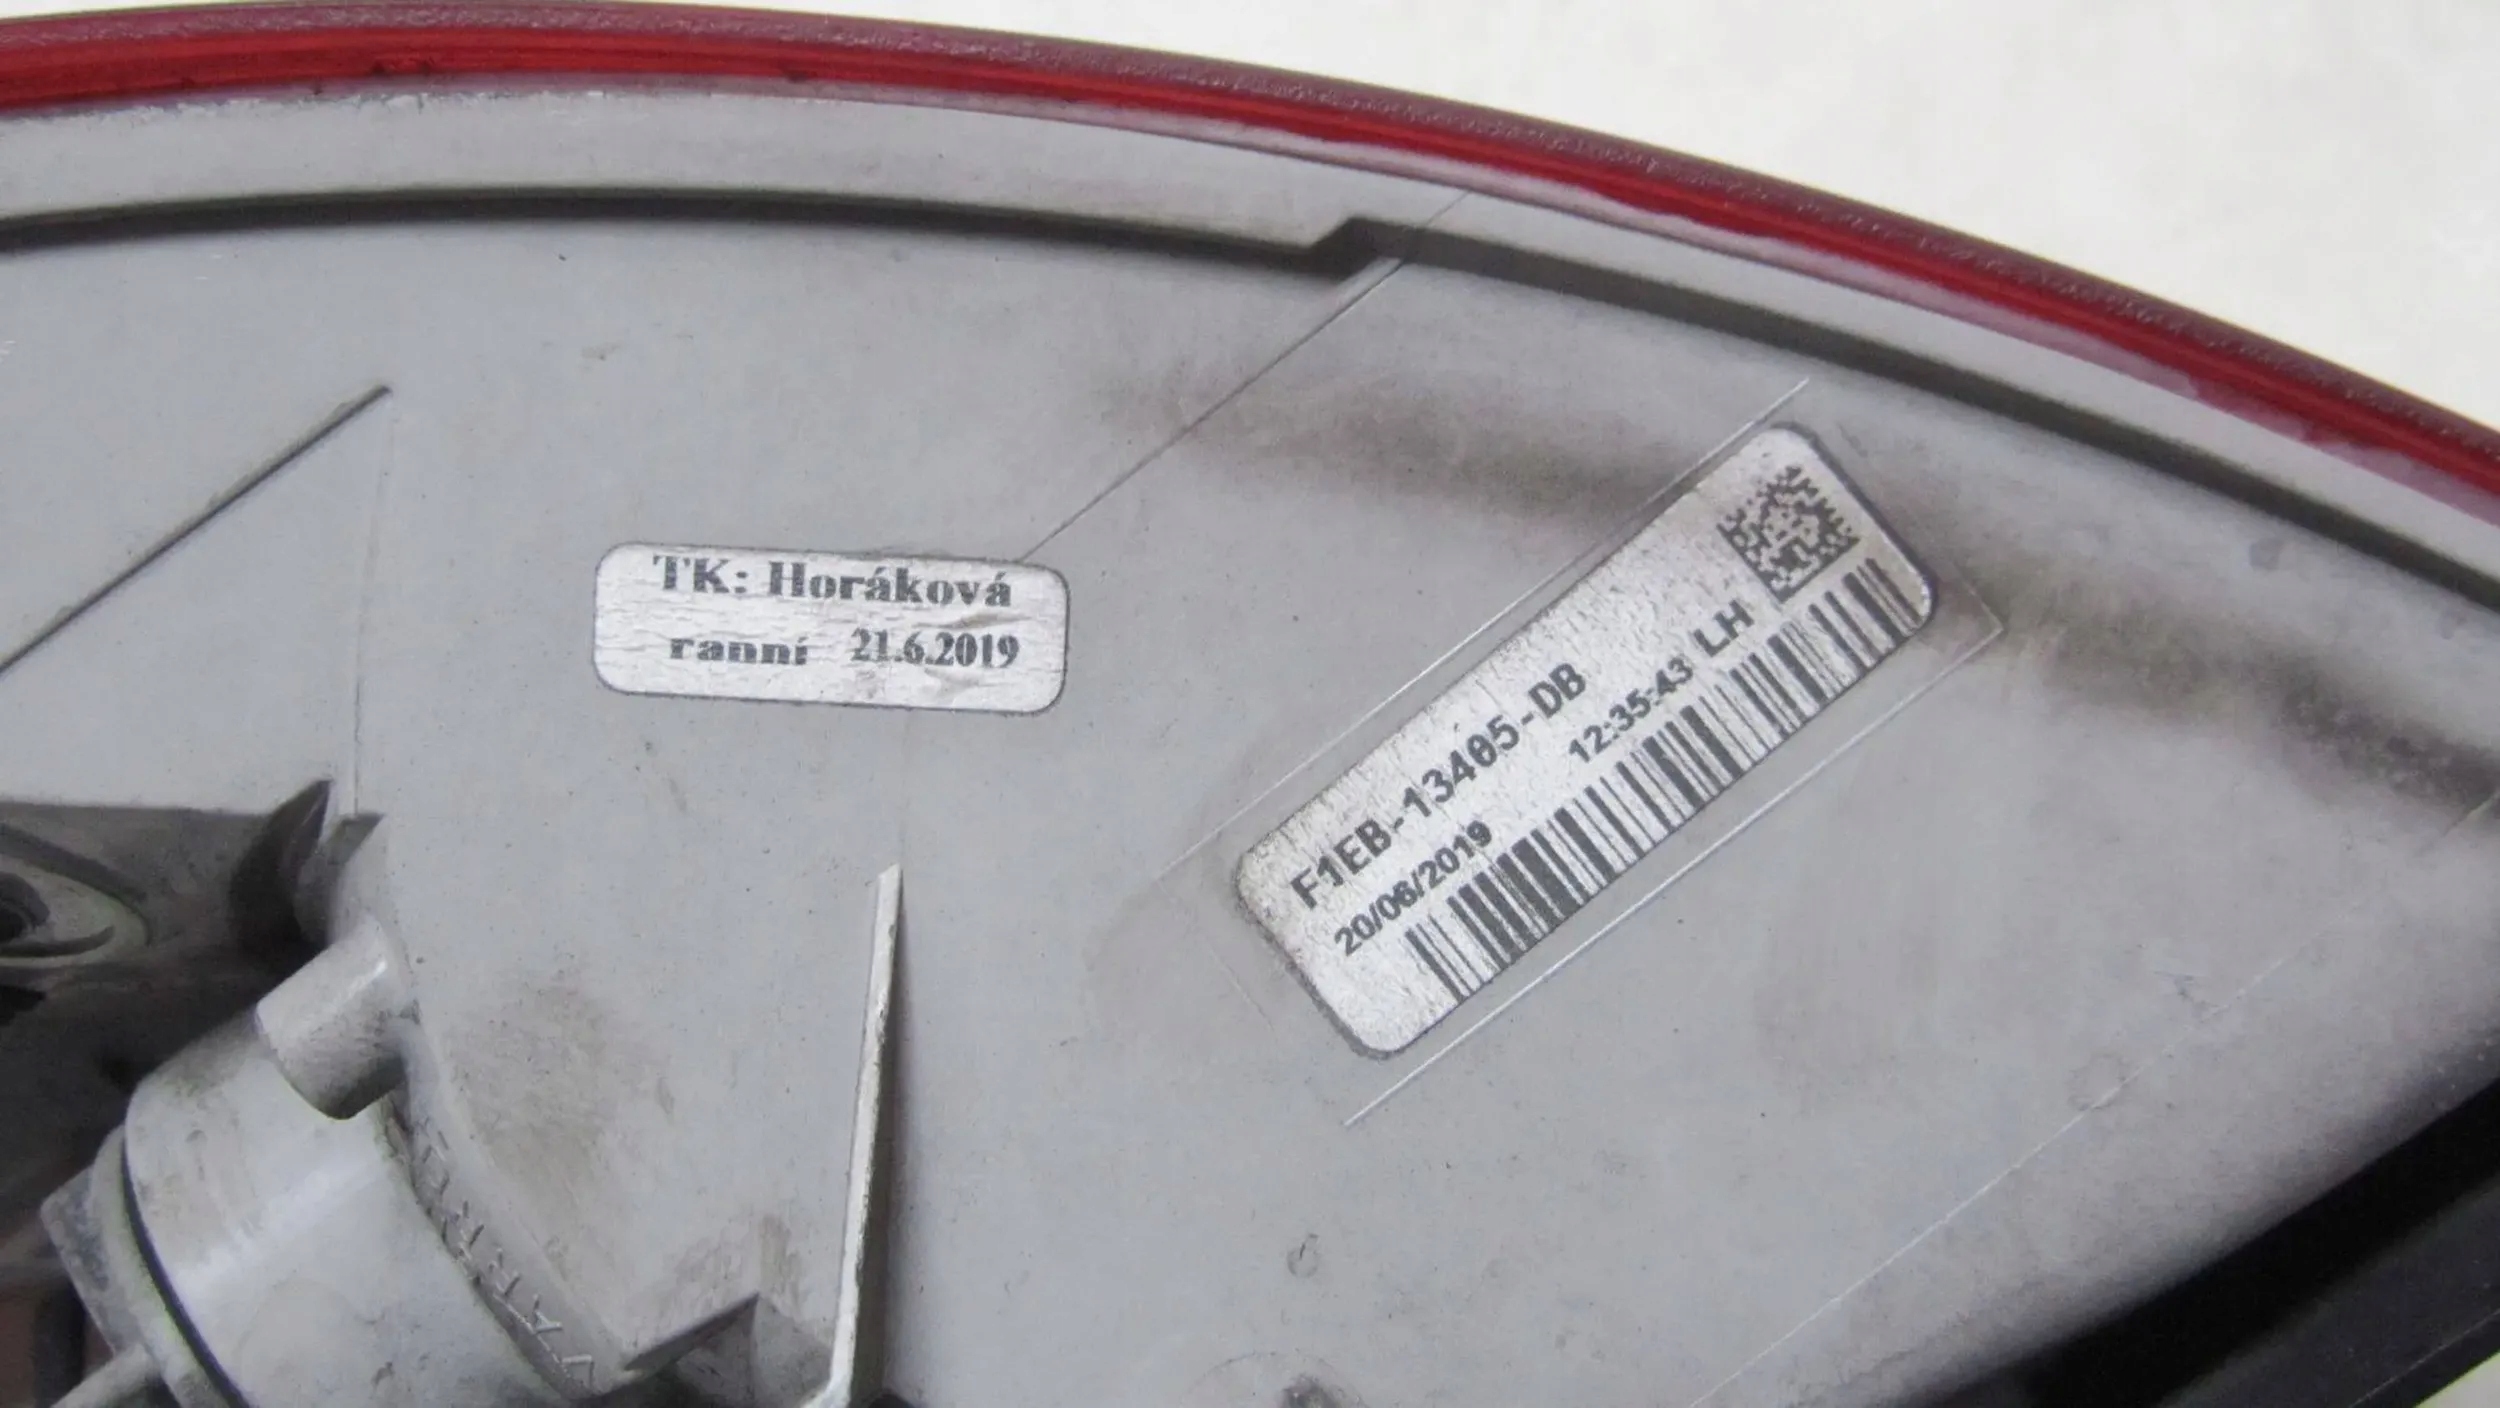 TK: Horáková
ranní 21.6.2019
F1EB-13405-DB
20/06/2019 12:35:43 LH